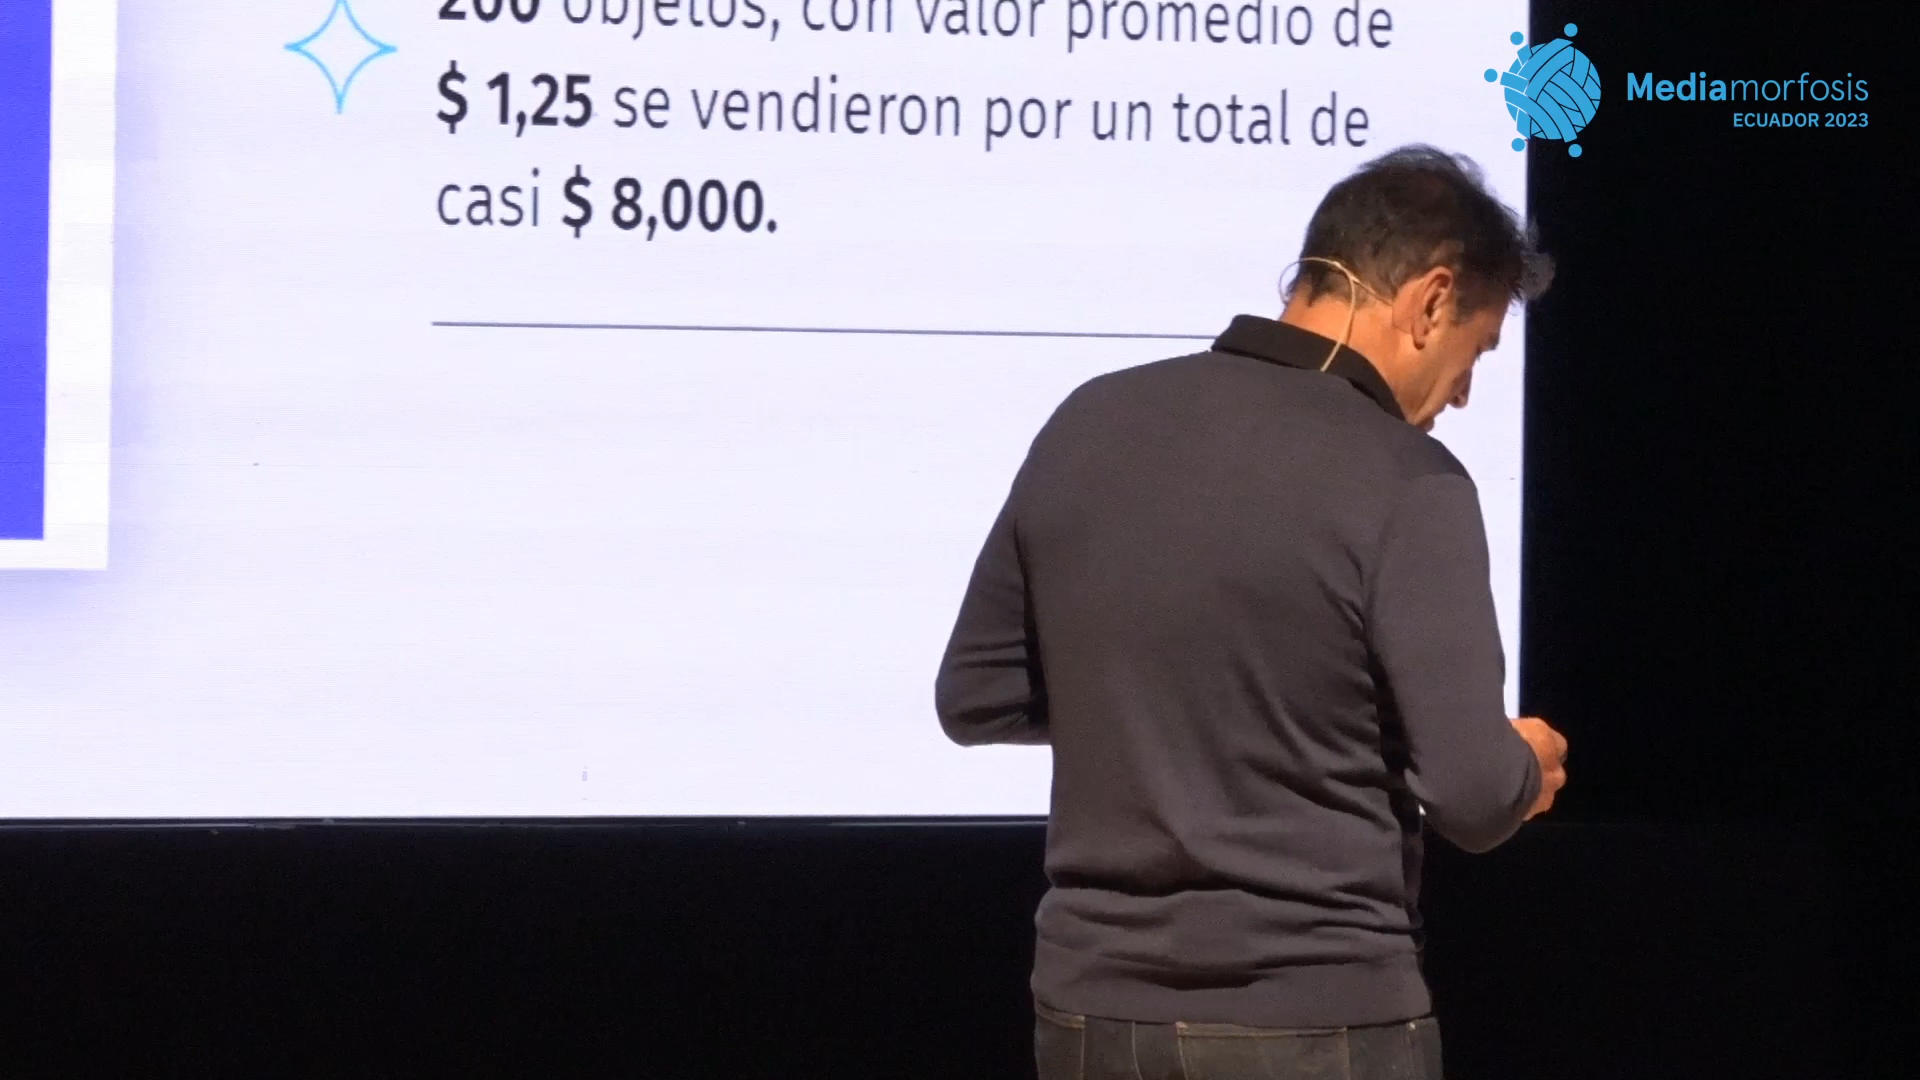 200 objetos, con valor promedio de
$ 1,25 se vendieron por un total de
casi $ 8,000.
Mediamorfosis
ECUADOR 2023